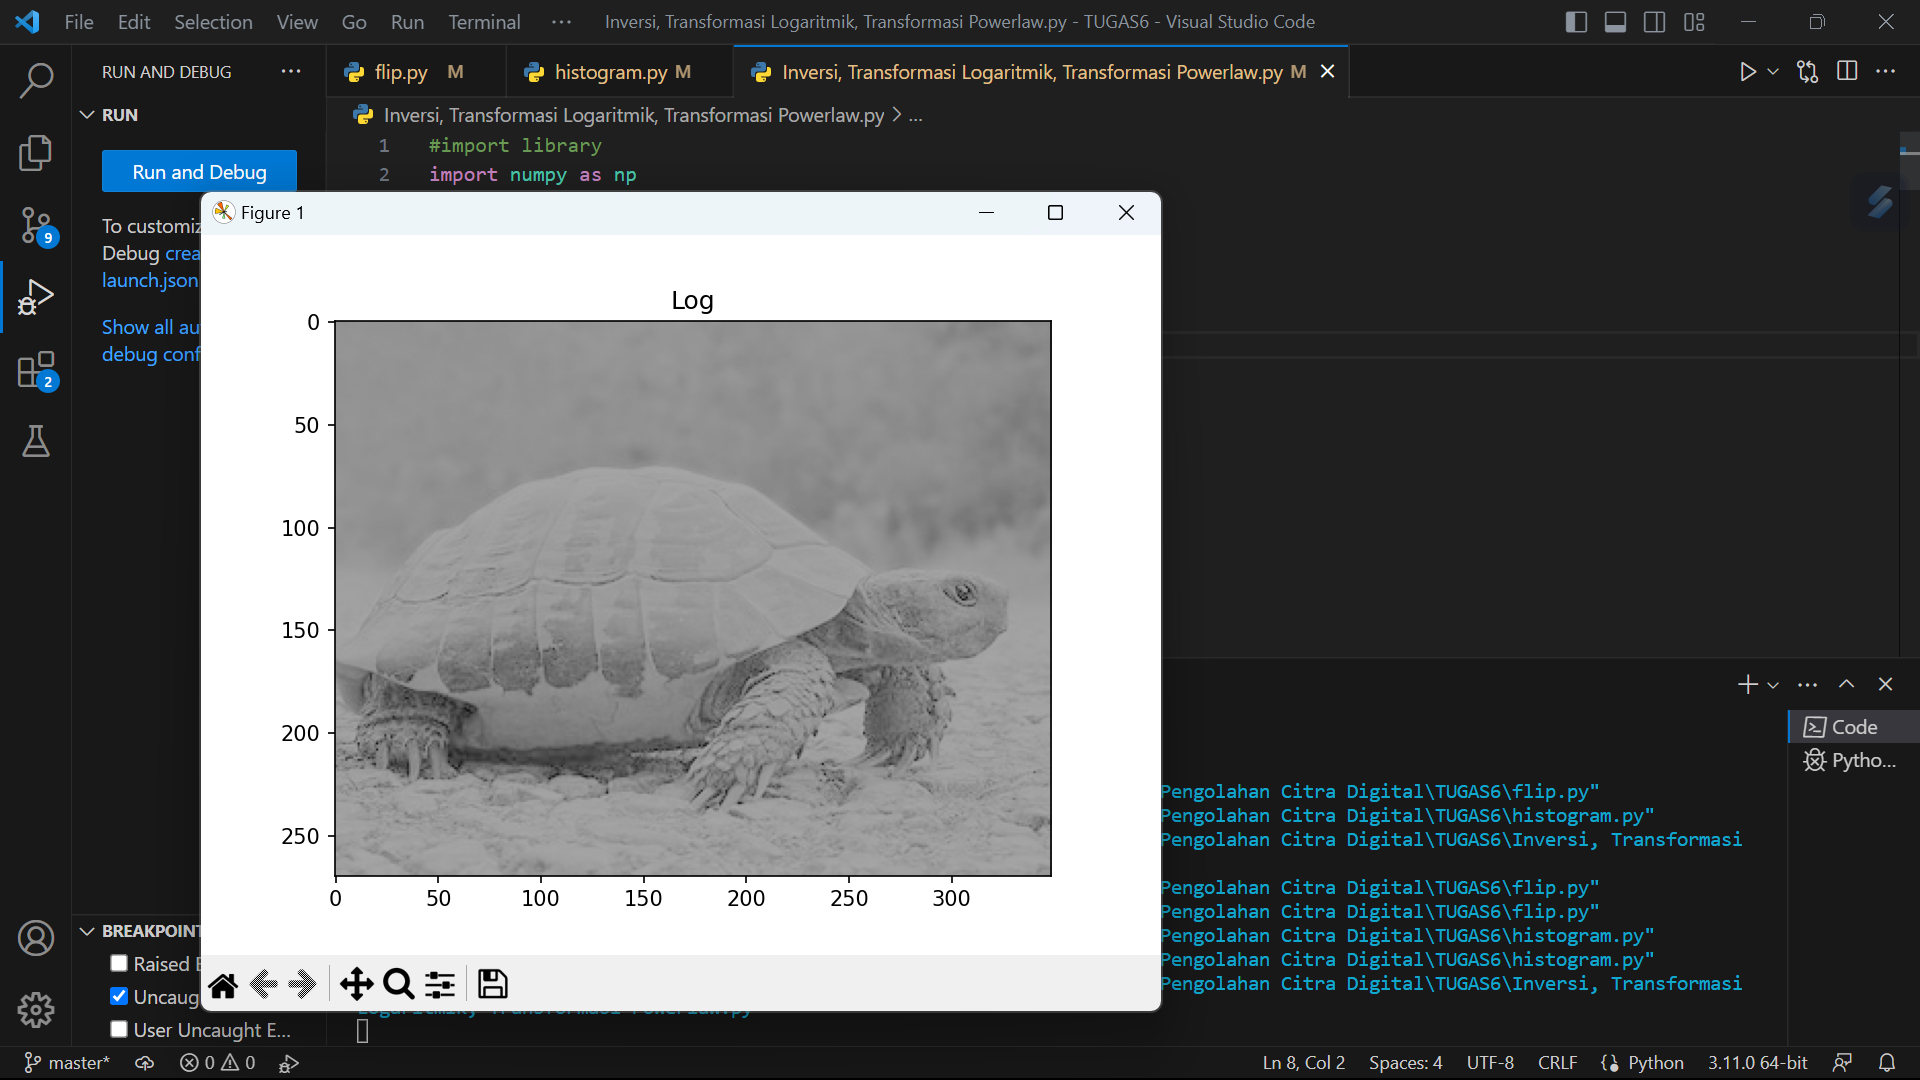 File Edit Selection View Go Run Terminal ··· Inversi, Transformasi Logaritmik, Transformasi Powerlaw.py - TUGAS6 - Visual Studio Code
RUN AND DEBUG ···
flip.py M histogram.py M Inversi, Transformasi Logaritmik, Transformasi Powerlaw.py M
RUN
Inversi, Transformasi Logaritmik, Transformasi Powerlaw.py > ...
1 #import library
Run and Debug
2 import numpy as np
Figure 1
To customiz
Debug crea
launch.json
Show all au
debug conf
9
2
Log
0
50
100
150
200
250
0 50 100 150 200 250 300
Code
Pytho...
Pengolahan Citra Digital\TUGAS6\flip.py"
Pengolahan Citra Digital\TUGAS6\histogram.py"
Pengolahan Citra Digital\TUGAS6\Inversi, Transformasi
Pengolahan Citra Digital\TUGAS6\flip.py"
Pengolahan Citra Digital\TUGAS6\flip.py"
Pengolahan Citra Digital\TUGAS6\histogram.py"
Pengolahan Citra Digital\TUGAS6\histogram.py"
Pengolahan Citra Digital\TUGAS6\Inversi, Transformasi
Logaritmik, Transformasi Powerlaw.py"
BREAKPOINT
Raised E
Uncaug
User Uncaught E...
master* 0 0 Ln 8, Col 2 Spaces: 4 UTF-8 CRLF Python 3.11.0 64-bit